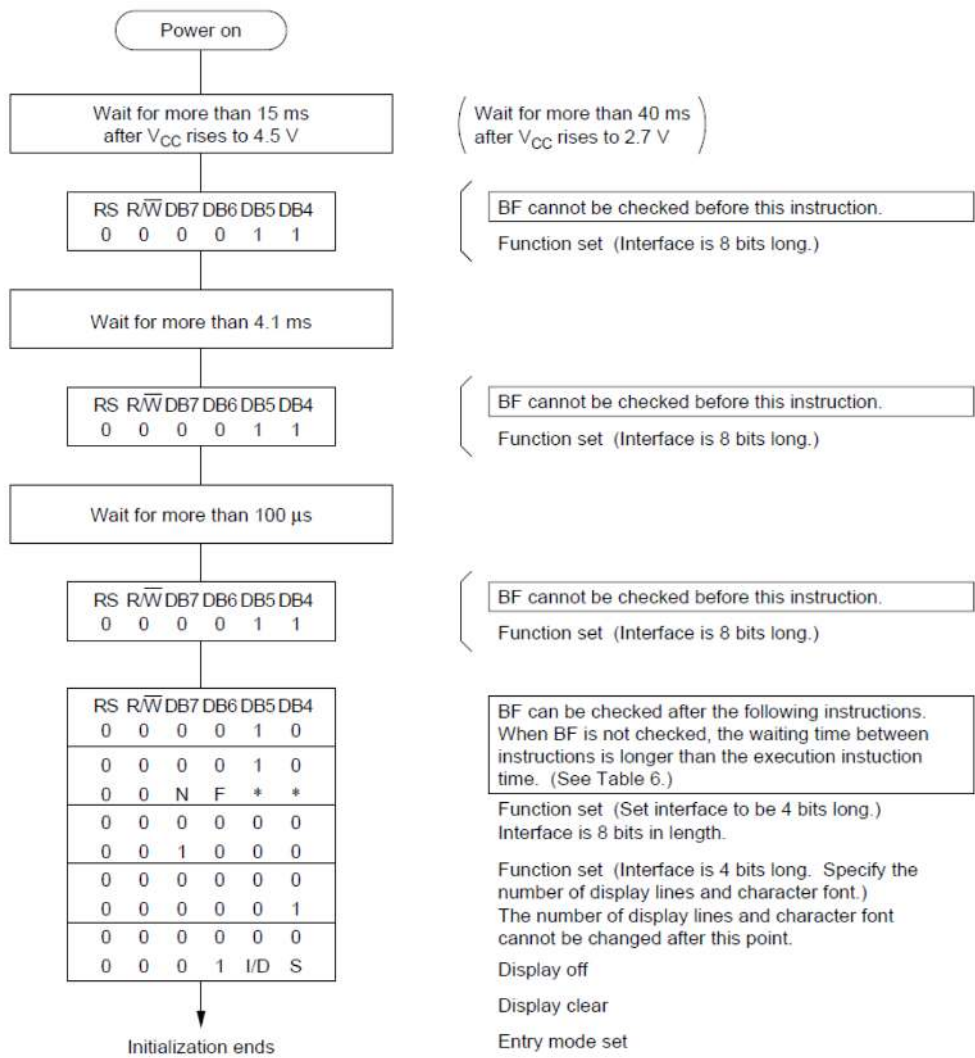 Power on
Wait for more than 15 ms
after VCC rises to 4.5 V
Wait for more than 40 ms
after VCC rises to 2.7 V
RS R/W DB7 DB6 DB5 DB4
0 0 0 0 1 1
BF cannot be checked before this instruction.
Function set (Interface is 8 bits long.)
Wait for more than 4.1 ms
RS R/W DB7 DB6 DB5 DB4
0 0 0 0 1 1
BF cannot be checked before this instruction.
Function set (Interface is 8 bits long.)
Wait for more than 100 µs
RS R/W DB7 DB6 DB5 DB4
0 0 0 0 1 1
BF cannot be checked before this instruction.
Function set (Interface is 8 bits long.)
RS R/W DB7 DB6 DB5 DB4
0 0 0 0 1 0
0 0 0 0 1 0
0 0 N F * *
0 0 0 0 0 0
0 0 1 0 0 0
0 0 0 0 0 0
0 0 0 0 0 1
0 0 0 0 0 0
0 0 0 1 I/D S
Initialization ends
BF can be checked after the following instructions.
When BF is not checked, the waiting time between
instructions is longer than the execution instuction
time. (See Table 6.)
Function set (Set interface to be 4 bits long.)
Interface is 8 bits in length.
Function set (Interface is 4 bits long. Specify the
number of display lines and character font.)
The number of display lines and character font
cannot be changed after this point.
Display off
Display clear
Entry mode set